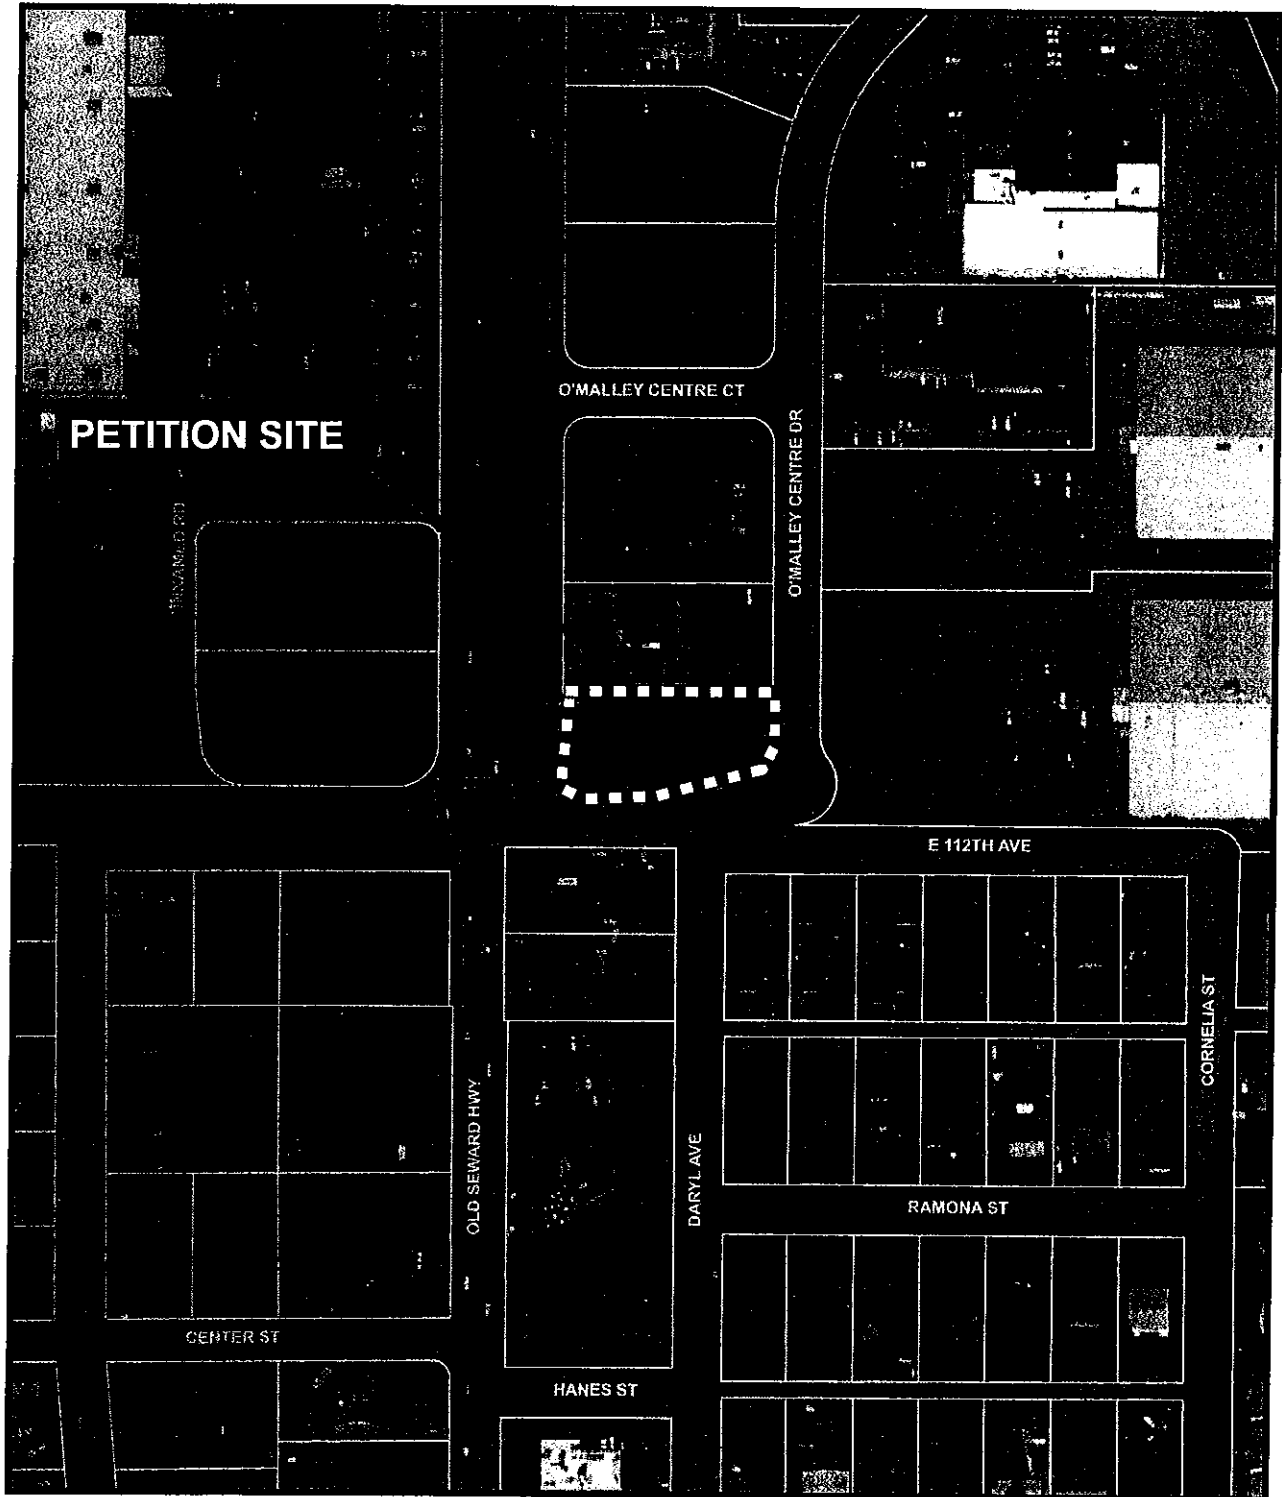 O'MALLEY CENTRE CT
PETITION SITE
O'MALLEY CENTRE DR
E 112TH AVE
CORNELIA ST
OLD SEWARD HWY
DARYL AVE
RAMONA ST
CENTER ST
HANES ST